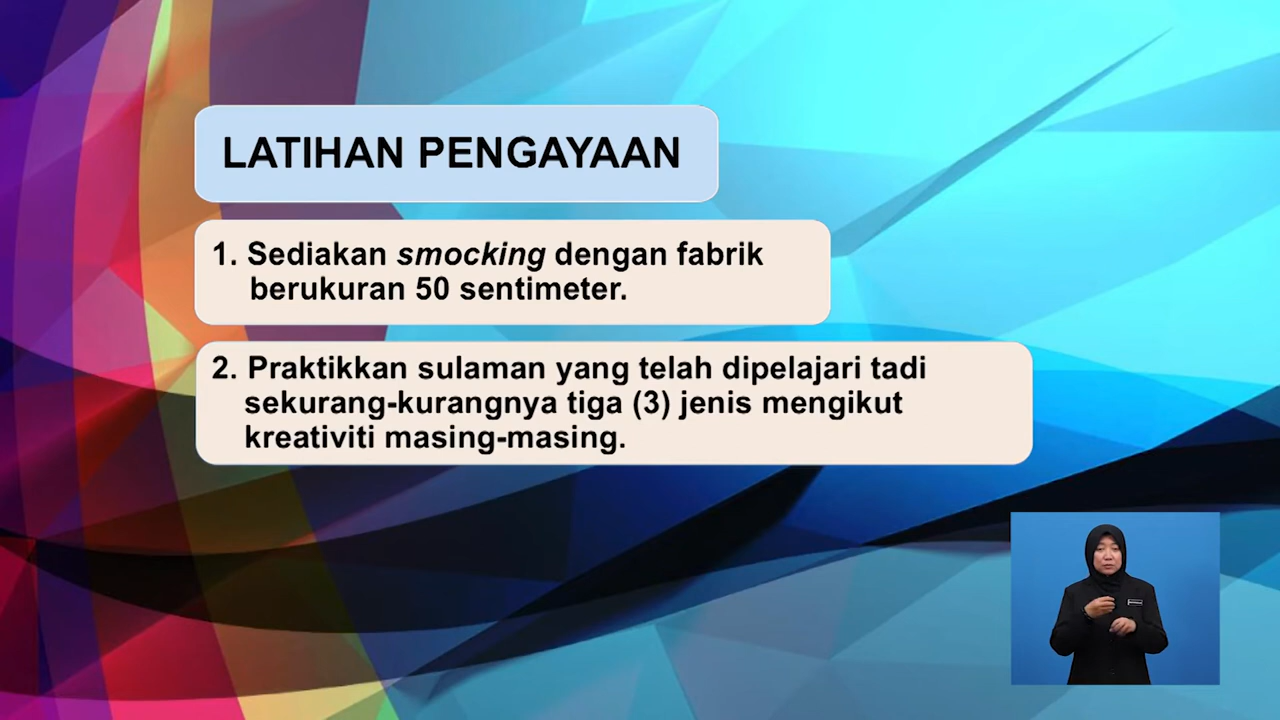 LATIHAN PENGAYAAN
1. Sediakan smocking dengan fabrik
berukuran 50 sentimeter.
2. Praktikkan sulaman yang telah dipelajari tadi
sekurang-kurangnya tiga (3) jenis mengikut
kreativiti masing-masing.